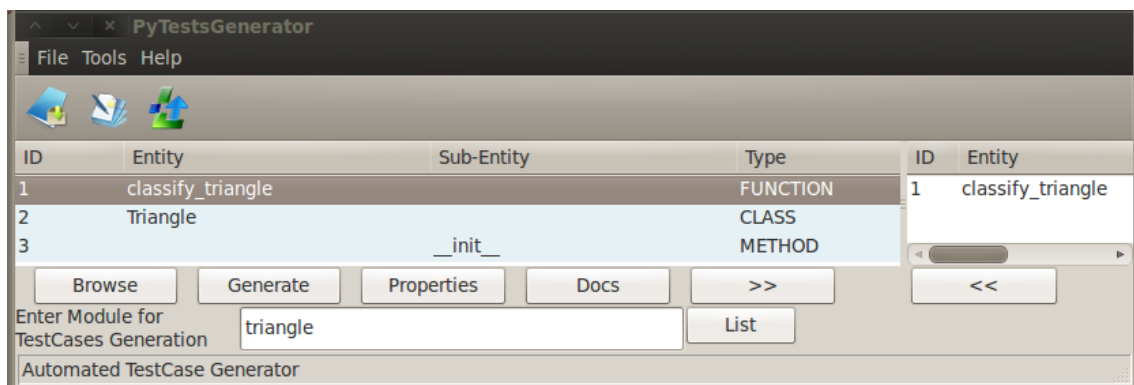 PyTestsGenerator
File Tools Help
ID Entity Sub-Entity Type ID Entity
1 classify_triangle FUNCTION 1 classify_triangle
2 Triangle CLASS
3 __init__ METHOD
Browse Generate Properties Docs >> <<
Enter Module for
TestCases Generation triangle List
Automated TestCase Generator